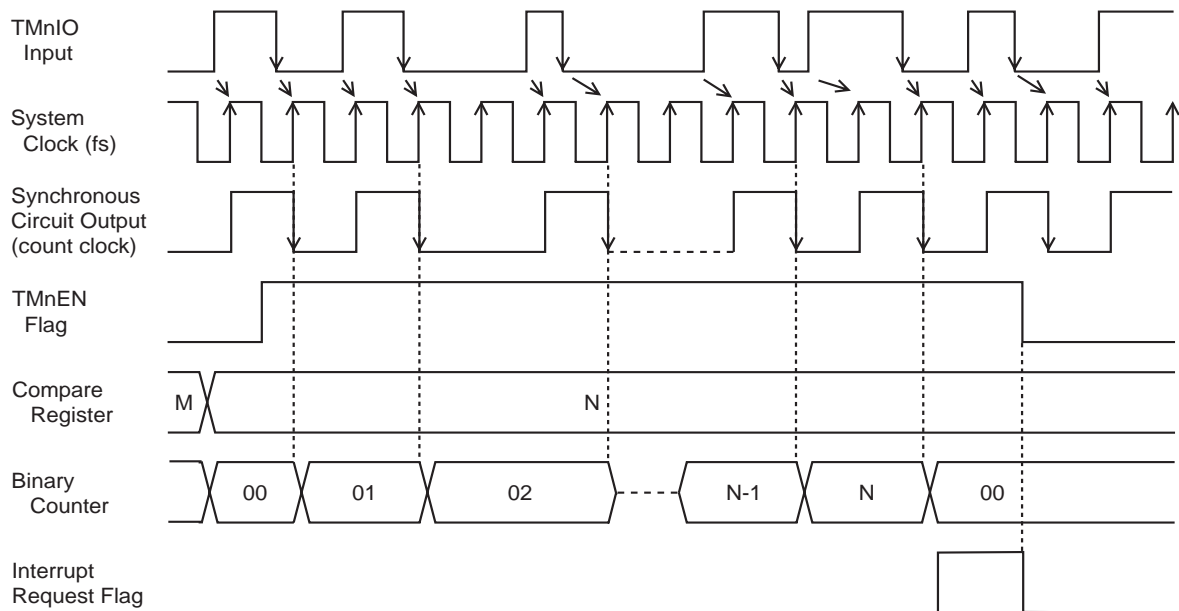 TMnIO
Input
System
Clock (fs)
Synchronous
Circuit Output
(count clock)
TMnEN
Flag
Compare
Register
M
N
Binary
Counter
00
01
02
N-1
N
00
Interrupt
Request Flag